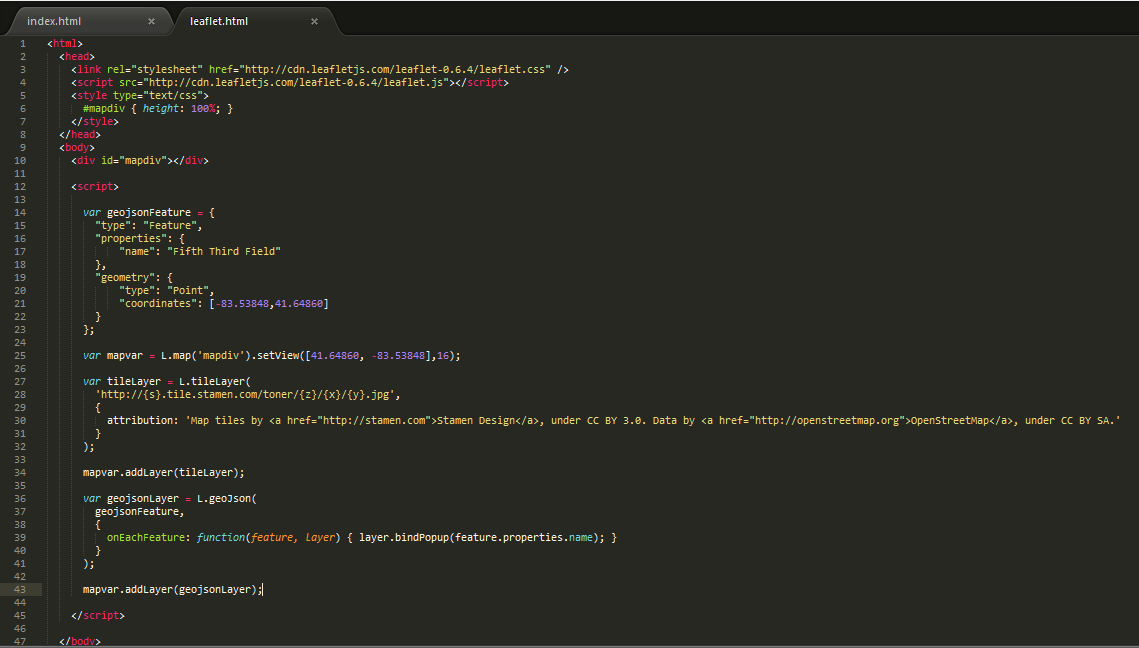 index.html × leaflet.html ×
1 <html>
2 <head>
3 <link rel="stylesheet" href="http://cdn.leafletjs.com/leaflet-0.6.4/leaflet.css" />
4 <script src="http://cdn.leafletjs.com/leaflet-0.6.4/leaflet.js"></script>
5 <style type="text/css">
6 #mapdiv { height: 100%; }
7 </style>
8 </head>
9 <body>
10 <div id="mapdiv"></div>
11
12 <script>
13
14 var geojsonFeature = {
15 "type": "Feature",
16 "properties": {
17 "name": "Fifth Third Field"
18 },
19 "geometry": {
20 "type": "Point",
21 "coordinates": [-83.53848,41.64860]
22 }
23 };
24
25 var mapvar = L.map('mapdiv').setView([41.64860, -83.53848],16);
26
27 var tileLayer = L.tileLayer(
28 'http://{s}.tile.stamen.com/toner/{z}/{x}/{y}.jpg',
29 {
30 attribution: 'Map tiles by <a href="http://stamen.com">Stamen Design</a>, under CC BY 3.0. Data by <a href="http://openstreetmap.org">OpenStreetMap</a>, under CC BY SA.'
31 }
32 );
33
34 mapvar.addLayer(tileLayer);
35
36 var geojsonLayer = L.geoJson(
37 geojsonFeature,
38 {
39 onEachFeature: function(feature, layer) { layer.bindPopup(feature.properties.name); }
40 }
41 );
42
43 mapvar.addLayer(geojsonLayer);
44
45 </script>
46
47 </body>